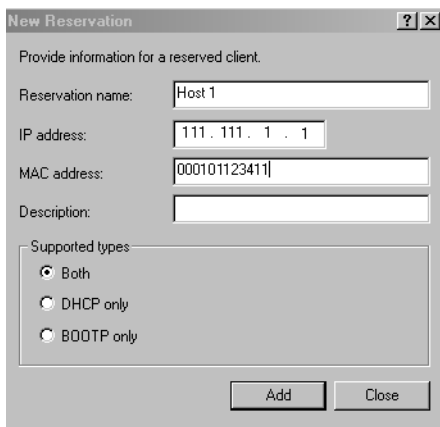 New Reservation
Provide information for a reserved client.
Reservation name: Host 1
IP address: 111 . 111 . 1 . 1
MAC address: 000101123411
Description:
Supported types
Both
DHCP only
BOOTP only
Add Close